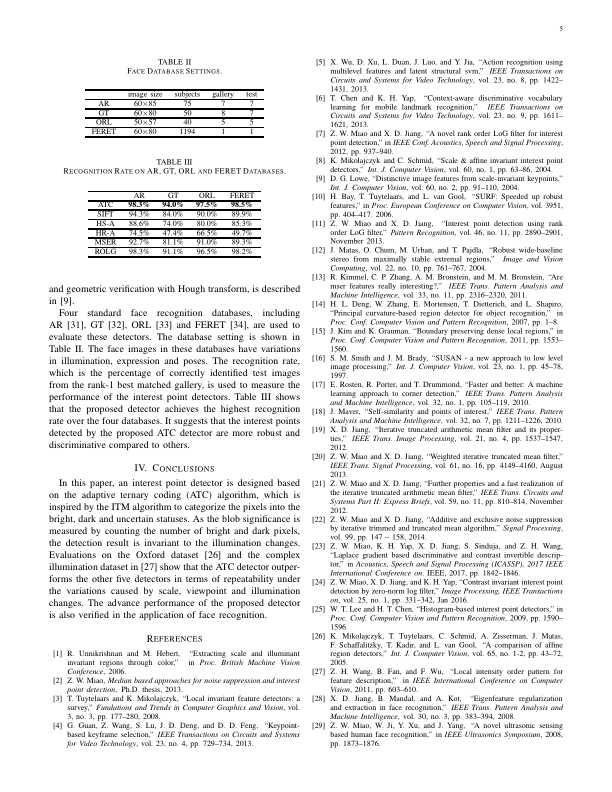 5
TABLE II
FACE DATABASE SETTINGS.
image size subjects gallery test
AR 60×85 75 7 7
GT 60×80 50 8 7
ORL 50×57 40 5 5
FERET 60×80 1194 1 1
TABLE III
RECOGNITION RATE ON AR, GT, ORL AND FERET DATABASES.
AR GT ORL FERET
ATC 98.3% 94.0% 97.5% 98.5%
SIFT 94.3% 84.0% 90.0% 89.9%
HS-A 88.6% 74.0% 80.0% 85.3%
HR-A 74.5% 47.4% 66.5% 49.7%
MSER 92.7% 81.1% 91.0% 89.3%
ROLG 98.3% 91.1% 96.5% 98.2%
and geometric verification with Hough transform, is described
in [9].
Four standard face recognition databases, including
AR [31], GT [32], ORL [33] and FERET [34], are used to
evaluate these detectors. The database setting is shown in
Table II. The face images in these databases have variations
in illumination, expression and poses. The recognition rate,
which is the percentage of correctly identified test images
from the rank-1 best matched gallery, is used to measure the
performance of the interest point detectors. Table III shows
that the proposed detector achieves the highest recognition
rate over the four databases. It suggests that the interest points
detected by the proposed ATC detector are more robust and
discriminative compared to others.
IV. CONCLUSIONS
In this paper, an interest point detector is designed based
on the adaptive ternary coding (ATC) algorithm, which is
inspired by the ITM algorithm to categorize the pixels into the
bright, dark and uncertain statuses. As the blob significance is
measured by counting the number of bright and dark pixels,
the detection result is invariant to the illumination changes.
Evaluations on the Oxford dataset [26] and the complex
illumination dataset in [27] show that the ATC detector outper-
forms the other five detectors in terms of repeatability under
the variations caused by scale, viewpoint and illumination
changes. The advance performance of the proposed detector
is also verified in the application of face recognition.
REFERENCES
[1] R. Unnikrishnan and M. Hebert, "Extracting scale and illuminant
invariant regions through color," in Proc. British Machine Vision
Conference, 2006.
[2] Z. W. Miao, Median based approaches for noise suppression and interest
point detection, Ph.D. thesis, 2013.
[3] T. Tuytelaars and K. Mikolajczyk, "Local invariant feature detectors: a
survey," Fundations and Trends in Computer Graphics and Vision, vol.
3, no. 3, pp. 177–280, 2008.
[4] G. Guan, Z. Wang, S. Lu, J. D. Deng, and D. D. Feng, "Keypoint-
based keyframe selection," IEEE Transactions on Circuits and Systems
for Video Technology, vol. 23, no. 4, pp. 729–734, 2013.
[5] X. Wu, D. Xu, L. Duan, J. Luo, and Y. Jia, "Action recognition using
multilevel features and latent structural svm," IEEE Transactions on
Circuits and Systems for Video Technology, vol. 23, no. 8, pp. 1422–
1431, 2013.
[6] T. Chen and K. H. Yap, "Context-aware discriminative vocabulary
learning for mobile landmark recognition," IEEE Transactions on
Circuits and Systems for Video Technology, vol. 23, no. 9, pp. 1611–
1621, 2013.
[7] Z. W. Miao and X. D. Jiang, "A novel rank order LoG filter for interest
point detection," in IEEE Conf. Acoustics, Speech and Signal Processing,
2012, pp. 937–940.
[8] K. Mikolajczyk and C. Schmid, "Scale & affine invariant interest point
detectors," Int. J. Computer Vision, vol. 60, no. 1, pp. 63–86, 2004.
[9] D. G. Lowe, "Distinctive image features from scale-invariant keypoints,"
Int. J. Computer Vision, vol. 60, no. 2, pp. 91–110, 2004.
[10] H. Bay, T. Tuytelaars, and L. van Gool, "SURF: Speeded up robust
features," in Proc. European Conference on Computer Vision, vol. 3951,
pp. 404–417. 2006.
[11] Z. W. Miao and X. D. Jiang, "Interest point detection using rank
order LoG filter," Pattern Recognition, vol. 46, no. 11, pp. 2890–2901,
November 2013.
[12] J. Matas, O. Chum, M. Urban, and T. Pajdla, "Robust wide-baseline
stereo from maximally stable extremal regions," Image and Vision
Computing, vol. 22, no. 10, pp. 761–767, 2004.
[13] R. Kimmel, C. P. Zhang, A. M. Bronstein, and M. M. Bronstein, "Are
mser features really interesting?," IEEE Trans. Pattern Analysis and
Machine Intelligence, vol. 33, no. 11, pp. 2316–2320, 2011.
[14] H. L. Deng, W. Zhang, E. Mortensen, T. Dietterich, and L. Shapiro,
"Principal curvature-based region detector for object recognition," in
Proc. Conf. Computer Vision and Pattern Recognition, 2007, pp. 1–8.
[15] J. Kim and K. Grauman, "Boundary preserving dense local regions," in
Proc. Conf. Computer Vision and Pattern Recognition, 2011, pp. 1553–
1560.
[16] S. M. Smith and J. M. Brady, "SUSAN - a new approach to low level
image processing," Int. J. Computer Vision, vol. 23, no. 1, pp. 45–78,
1997.
[17] E. Rosten, R. Porter, and T. Drummond, "Faster and better: A machine
learning approach to corner detection," IEEE Trans. Pattern Analysis
and Machine Intelligence, vol. 32, no. 1, pp. 105–119, 2010.
[18] J. Maver, "Self-similarity and points of interest," IEEE Trans. Pattern
Analysis and Machine Intelligence, vol. 32, no. 7, pp. 1211–1226, 2010.
[19] X. D. Jiang, "Iterative truncated arithmetic mean filter and its proper-
ties," IEEE Trans. Image Processing, vol. 21, no. 4, pp. 1537–1547,
2012.
[20] Z. W. Miao and X. D. Jiang, "Weighted iterative truncated mean filter,"
IEEE Trans. Signal Processing, vol. 61, no. 16, pp. 4149–4160, August
2013.
[21] Z. W. Miao and X. D. Jiang, "Further properties and a fast realization of
the iterative truncated arithmetic mean filter," IEEE Trans. Circuits and
Systems Part II: Express Briefs, vol. 59, no. 11, pp. 810–814, November
2012.
[22] Z. W. Miao and X. D. Jiang, "Additive and exclusive noise suppression
by iterative trimmed and truncated mean algorithm," Signal Processing,
vol. 99, pp. 147 – 158, 2014.
[23] Z. W. Miao, K. H. Yap, X. D. Jiang, S. Sinduja, and Z. H. Wang,
"Laplace gradient based discriminative and contrast invertible descrip-
tor," in Acoustics, Speech and Signal Processing (ICASSP), 2017 IEEE
International Conference on. IEEE, 2017, pp. 1842–1846.
[24] Z. W. Miao, X. D. Jiang, and K. H. Yap, "Contrast invariant interest point
detection by zero-norm log filter," Image Processing, IEEE Transactions
on, vol. 25, no. 1, pp. 331–342, Jan 2016.
[25] W. T. Lee and H. T. Chen, "Histogram-based interest point detectors," in
Proc. Conf. Computer Vision and Pattern Recognition, 2009, pp. 1590–
1596.
[26] K. Mikolajczyk, T. Tuytelaars, C. Schmid, A. Zisserman, J. Matas,
F. Schaffalitzky, T. Kadir, and L. van Gool, "A comparison of affine
region detectors," Int. J. Computer Vision, vol. 65, no. 1-2, pp. 43–72,
2005.
[27] Z. H. Wang, B. Fan, and F. Wu, "Local intensity order pattern for
feature description," in IEEE International Conference on Computer
Vision, 2011, pp. 603–610.
[28] X. D. Jiang, B. Mandal, and A. Kot, "Eigenfeature regularization
and extraction in face recognition," IEEE Trans. Pattern Analysis and
Machine Intelligence, vol. 30, no. 3, pp. 383–394, 2008.
[29] Z. W. Miao, W. Ji, Y. Xu, and J. Yang, "A novel ultrasonic sensing
based human face recognition," in IEEE Ultrasonics Symposium, 2008,
pp. 1873–1876.